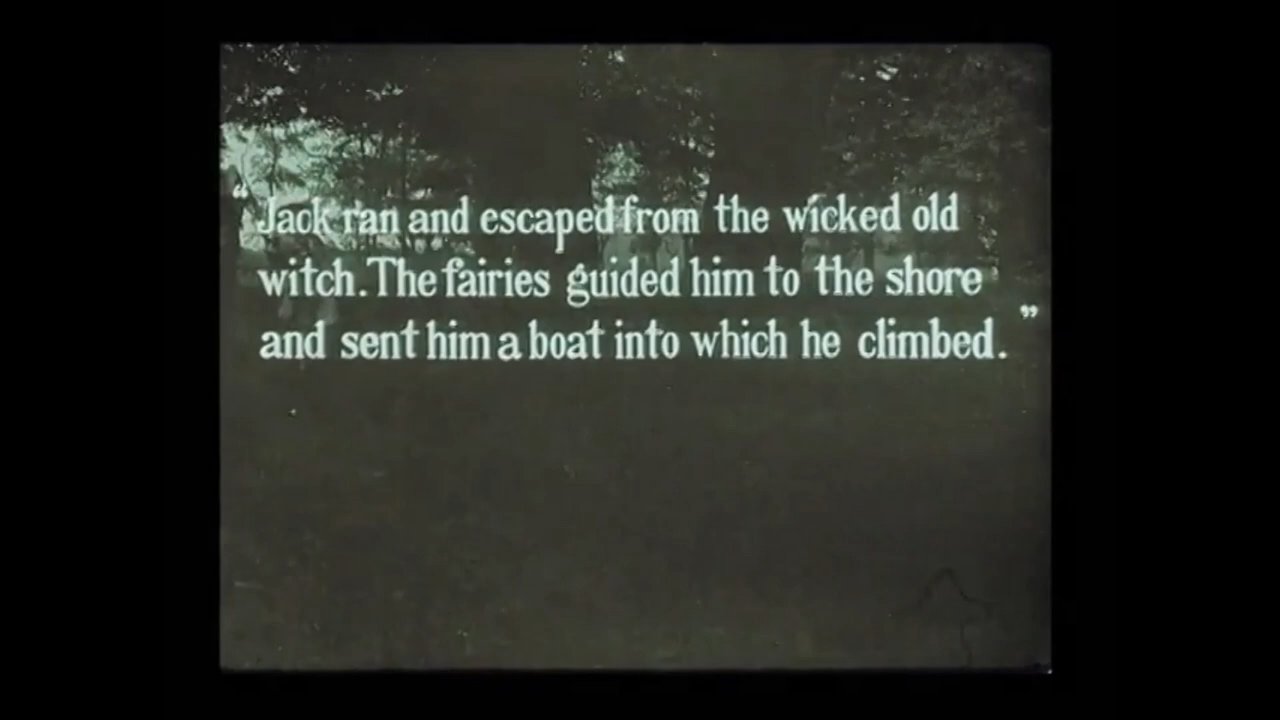 “Jack ran and escaped from the wicked old
witch. The fairies guided him to the shore
and sent him a boat into which he climbed.”